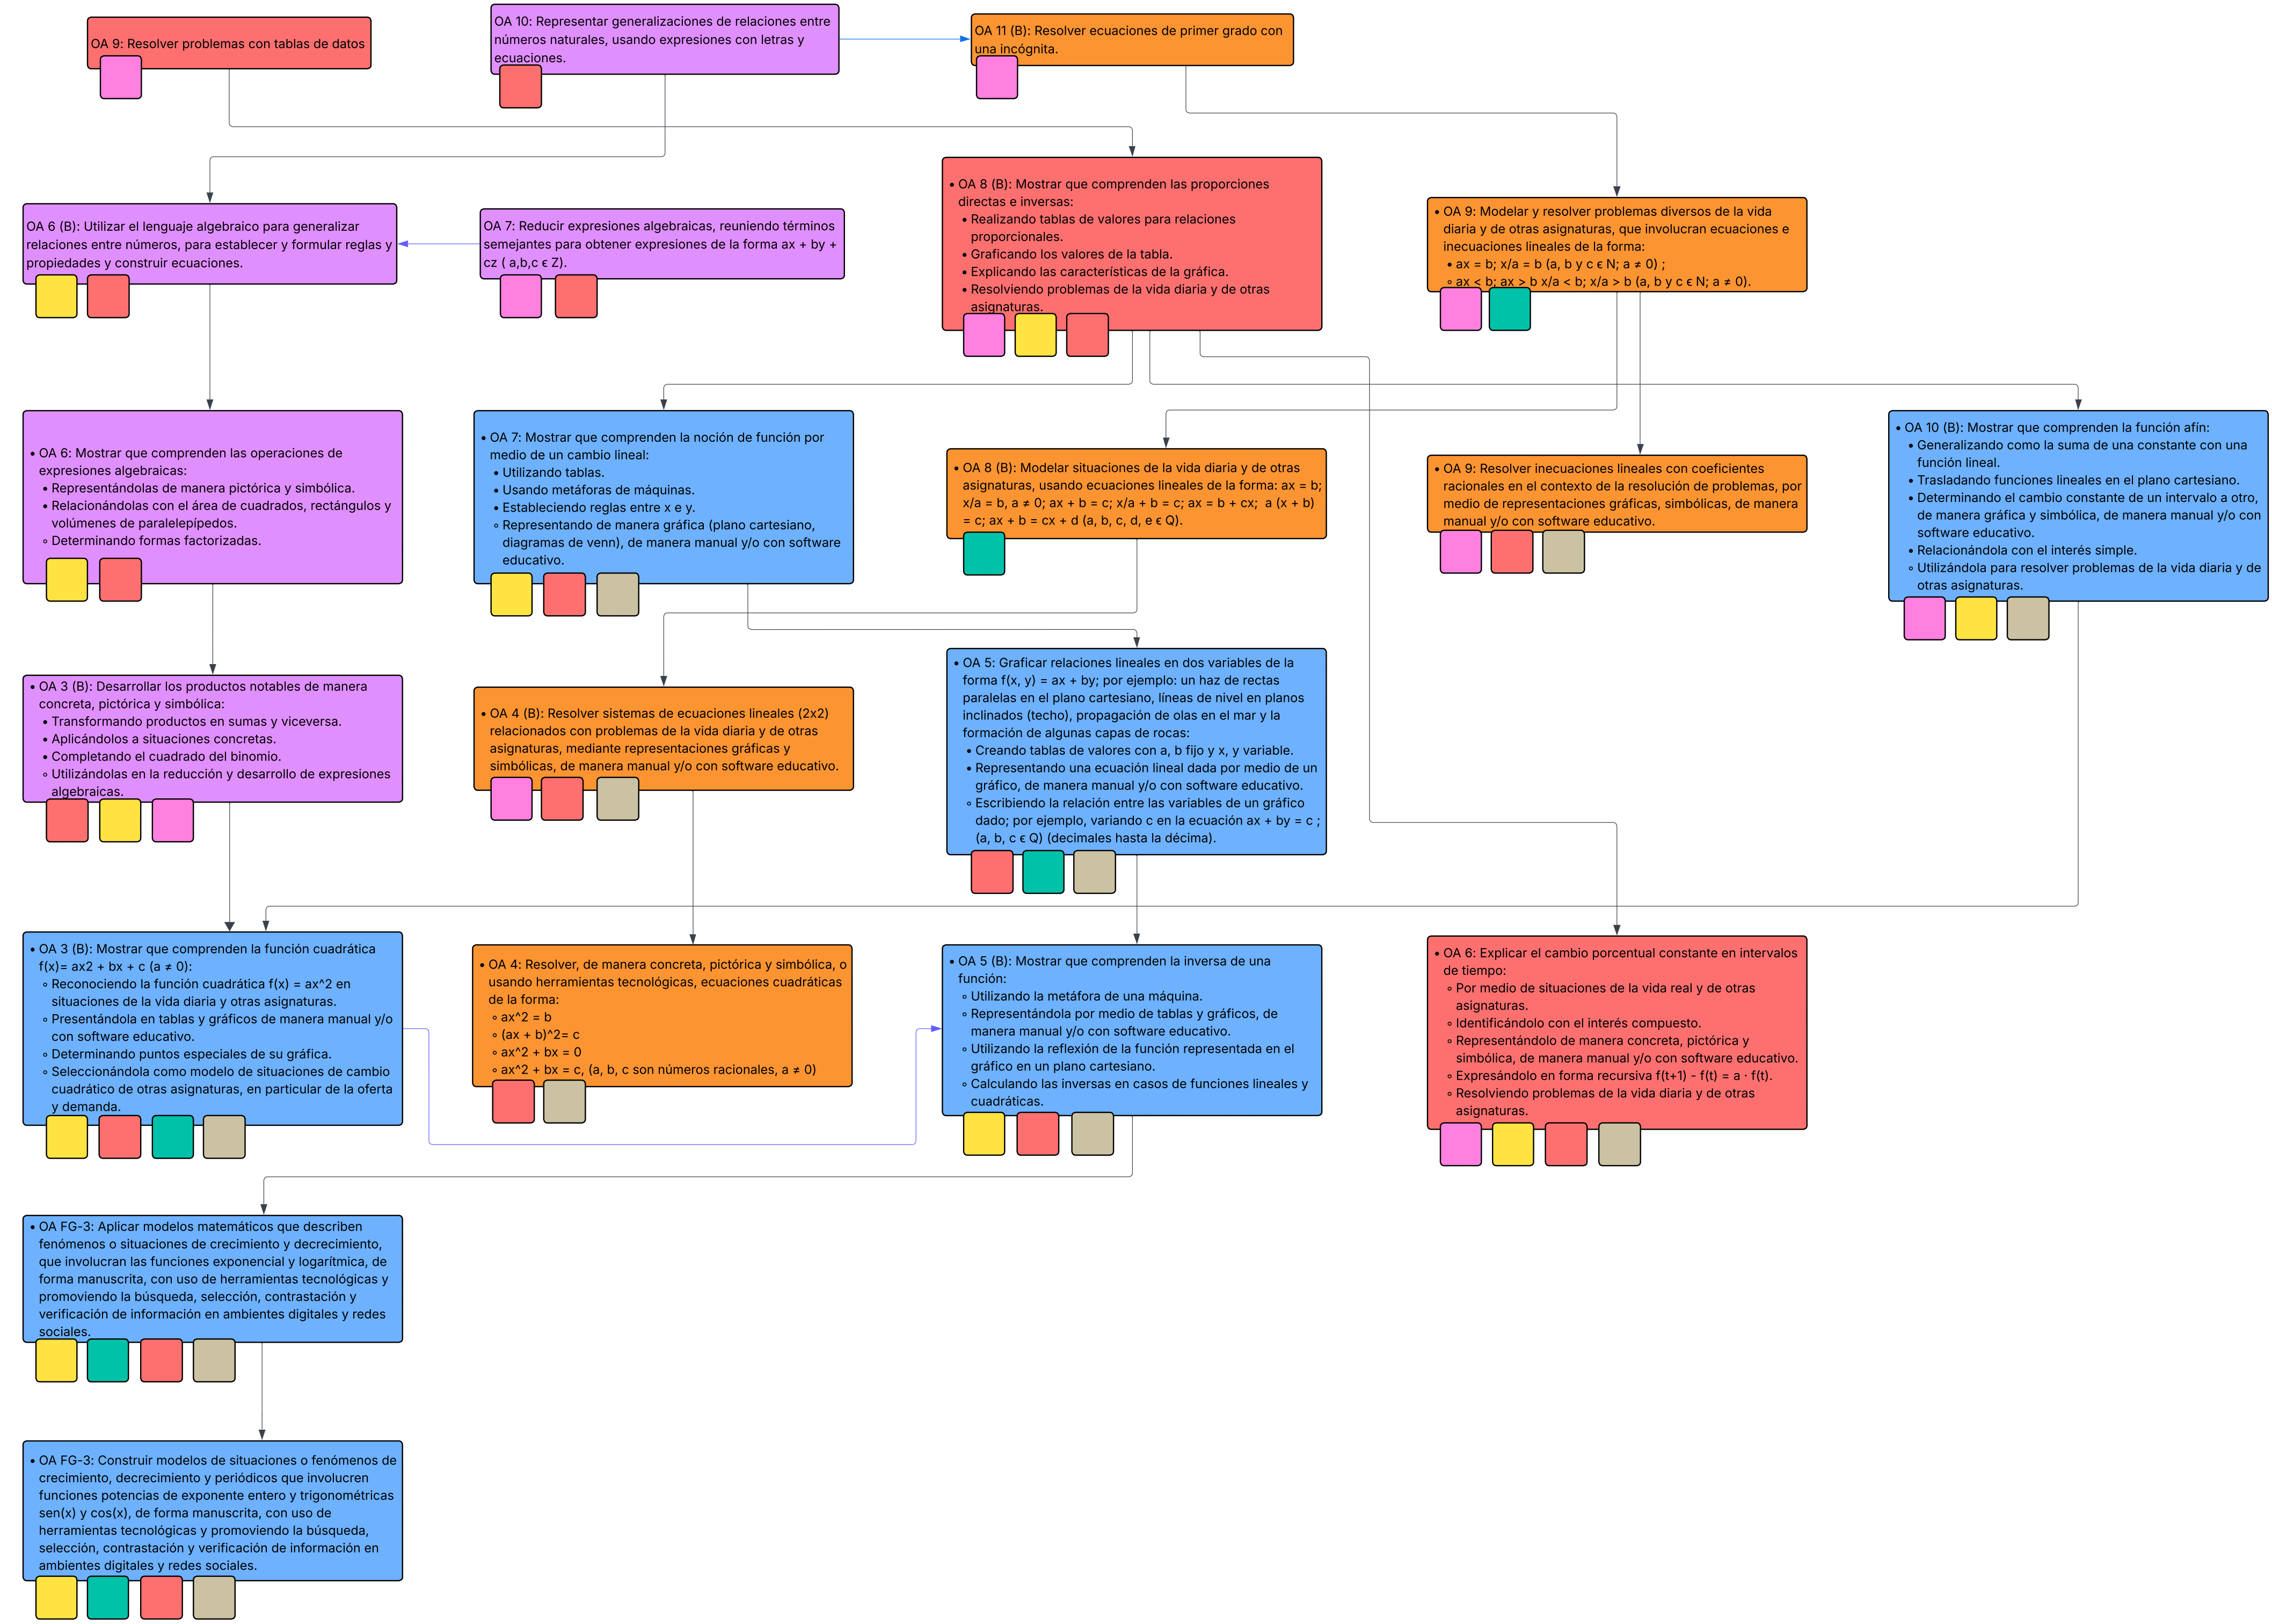 OA 9: Resolver problemas con tablas de datos
OA 10: Representar generalizaciones de relaciones entre
números naturales, usando expresiones con letras y
ecuaciones.
OA 11 (B): Resolver ecuaciones de primer grado con
una incógnita.
OA 6 (B): Utilizar el lenguaje algebraico para generalizar
relaciones entre números, para establecer y formular reglas y
propiedades y construir ecuaciones.
OA 7: Reducir expresiones algebraicas, reuniendo términos
semejantes para obtener expresiones de la forma ax + by +
cz ( a,b,c ϵ Z).
• OA 8 (B): Mostrar que comprenden las proporciones
directas e inversas:
• Realizando tablas de valores para relaciones
proporcionales.
• Graficando los valores de la tabla.
• Explicando las características de la gráfica.
• Resolviendo problemas de la vida diaria y de otras
asignaturas.
• OA 9: Modelar y resolver problemas diversos de la vida
diaria y de otras asignaturas, que involucran ecuaciones e
inecuaciones lineales de la forma:
• ax = b; x/a = b (a, b y c ϵ N; a ≠ 0) ;
◦ ax < b; ax > b x/a < b; x/a > b (a, b y c ϵ N; a ≠ 0).
• OA 6: Mostrar que comprenden las operaciones de
expresiones algebraicas:
• Representándolas de manera pictórica y simbólica.
• Relacionándolas con el área de cuadrados, rectángulos y
volúmenes de paralelepípedos.
◦ Determinando formas factorizadas.
• OA 7: Mostrar que comprenden la noción de función por
medio de un cambio lineal:
• Utilizando tablas.
• Usando metáforas de máquinas.
• Estableciendo reglas entre x e y.
◦ Representando de manera gráfica (plano cartesiano,
diagramas de venn), de manera manual y/o con software
educativo.
• OA 8 (B): Modelar situaciones de la vida diaria y de otras
asignaturas, usando ecuaciones lineales de la forma: ax = b;
x/a = b, a ≠ 0; ax + b = c; x/a + b = c; ax = b + cx;  a (x + b)
= c; ax + b = cx + d (a, b, c, d, e ϵ Q).
• OA 9: Resolver inecuaciones lineales con coeficientes
racionales en el contexto de la resolución de problemas, por
medio de representaciones gráficas, simbólicas, de manera
manual y/o con software educativo.
• OA 10 (B): Mostrar que comprenden la función afín:
• Generalizando como la suma de una constante con una
función lineal.
• Trasladando funciones lineales en el plano cartesiano.
• Determinando el cambio constante de un intervalo a otro,
de manera gráfica y simbólica, de manera manual y/o con
software educativo.
• Relacionándola con el interés simple.
◦ Utilizándola para resolver problemas de la vida diaria y de
otras asignaturas.
• OA 3 (B): Desarrollar los productos notables de manera
concreta, pictórica y simbólica:
• Transformando productos en sumas y viceversa.
• Aplicándolos a situaciones concretas.
• Completando el cuadrado del binomio.
◦ Utilizándolas en la reducción y desarrollo de expresiones
algebraicas.
• OA 4 (B): Resolver sistemas de ecuaciones lineales (2x2)
relacionados con problemas de la vida diaria y de otras
asignaturas, mediante representaciones gráficas y
simbólicas, de manera manual y/o con software educativo.
• OA 5: Graficar relaciones lineales en dos variables de la
forma f(x, y) = ax + by; por ejemplo: un haz de rectas
paralelas en el plano cartesiano, líneas de nivel en planos
inclinados (techo), propagación de olas en el mar y la
formación de algunas capas de rocas:
• Creando tablas de valores con a, b fijo y x, y variable.
• Representando una ecuación lineal dada por medio de un
gráfico, de manera manual y/o con software educativo.
◦ Escribiendo la relación entre las variables de un gráfico
dado; por ejemplo, variando c en la ecuación ax + by = c ;
(a, b, c ϵ Q) (decimales hasta la décima).
• OA 3 (B): Mostrar que comprenden la función cuadrática
f(x)= ax2 + bx + c (a ≠ 0):
◦ Reconociendo la función cuadrática f(x) = ax^2 en
situaciones de la vida diaria y otras asignaturas.
◦ Presentándola en tablas y gráficos de manera manual y/o
con software educativo.
◦ Determinando puntos especiales de su gráfica.
◦ Seleccionándola como modelo de situaciones de cambio
cuadrático de otras asignaturas, en particular de la oferta
y demanda.
• OA 4: Resolver, de manera concreta, pictórica y simbólica, o
usando herramientas tecnológicas, ecuaciones cuadráticas
de la forma:
◦ ax^2 = b
◦ (ax + b)^2= c
◦ ax^2 + bx = 0
◦ ax^2 + bx = c, (a, b, c son números racionales, a ≠ 0)
• OA 5 (B): Mostrar que comprenden la inversa de una
función:
◦ Utilizando la metáfora de una máquina.
◦ Representándola por medio de tablas y gráficos, de
manera manual y/o con software educativo.
◦ Utilizando la reflexión de la función representada en el
gráfico en un plano cartesiano.
◦ Calculando las inversas en casos de funciones lineales y
cuadráticas.
• OA 6: Explicar el cambio porcentual constante en intervalos
de tiempo:
◦ Por medio de situaciones de la vida real y de otras
asignaturas.
◦ Identificándolo con el interés compuesto.
◦ Representándolo de manera concreta, pictórica y
simbólica, de manera manual y/o con software educativo.
◦ Expresándolo en forma recursiva f(t+1) - f(t) = a · f(t).
◦ Resolviendo problemas de la vida diaria y de otras
asignaturas.
• OA FG-3: Aplicar modelos matemáticos que describen
fenómenos o situaciones de crecimiento y decrecimiento,
que involucran las funciones exponencial y logarítmica, de
forma manuscrita, con uso de herramientas tecnológicas y
promoviendo la búsqueda, selección, contrastación y
verificación de información en ambientes digitales y redes
sociales.
• OA FG-3: Construir modelos de situaciones o fenómenos de
crecimiento, decrecimiento y periódicos que involucren
funciones potencias de exponente entero y trigonométricas
sen(x) y cos(x), de forma manuscrita, con uso de
herramientas tecnológicas y promoviendo la búsqueda,
selección, contrastación y verificación de información en
ambientes digitales y redes sociales.